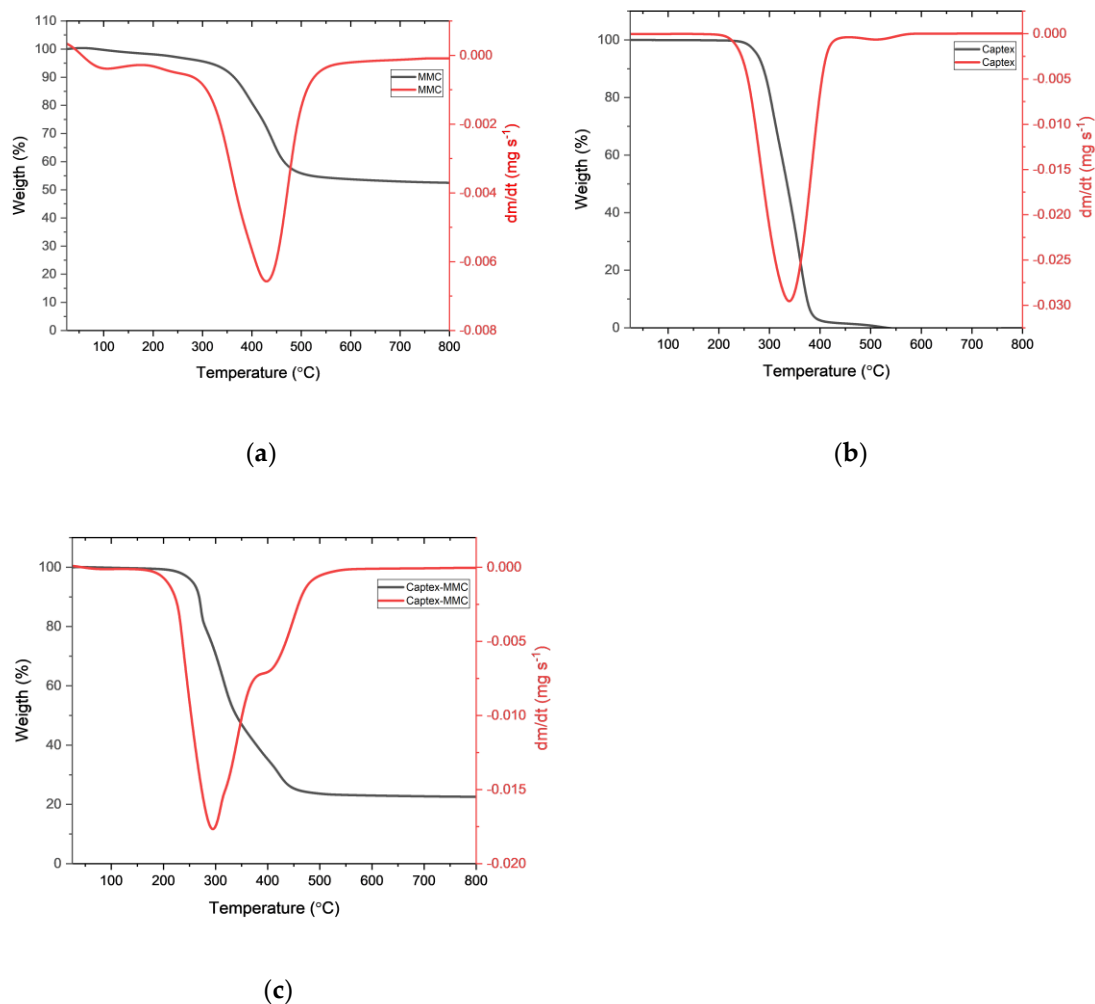 110
100
90
80
70
60
50
40
30
20
10
0
Weigth (%)
MMC
MMC
0.000
-0.002
-0.004
-0.006
-0.008
dm/dt (mg s⁻¹)
100 200 300 400 500 600 700 800
Temperature (°C)
(a)
100
80
60
40
20
0
Weigth (%)
Captex
Captex
0.000
-0.005
-0.010
-0.015
-0.020
-0.025
-0.030
dm/dt (mg s⁻¹)
100 200 300 400 500 600 700 800
Temperature (°C)
(b)
100
80
60
40
20
0
Weigth (%)
Captex-MMC
Captex-MMC
0.000
-0.005
-0.010
-0.015
-0.020
dm/dt (mg s⁻¹)
100 200 300 400 500 600 700 800
Temperature (°C)
(c)